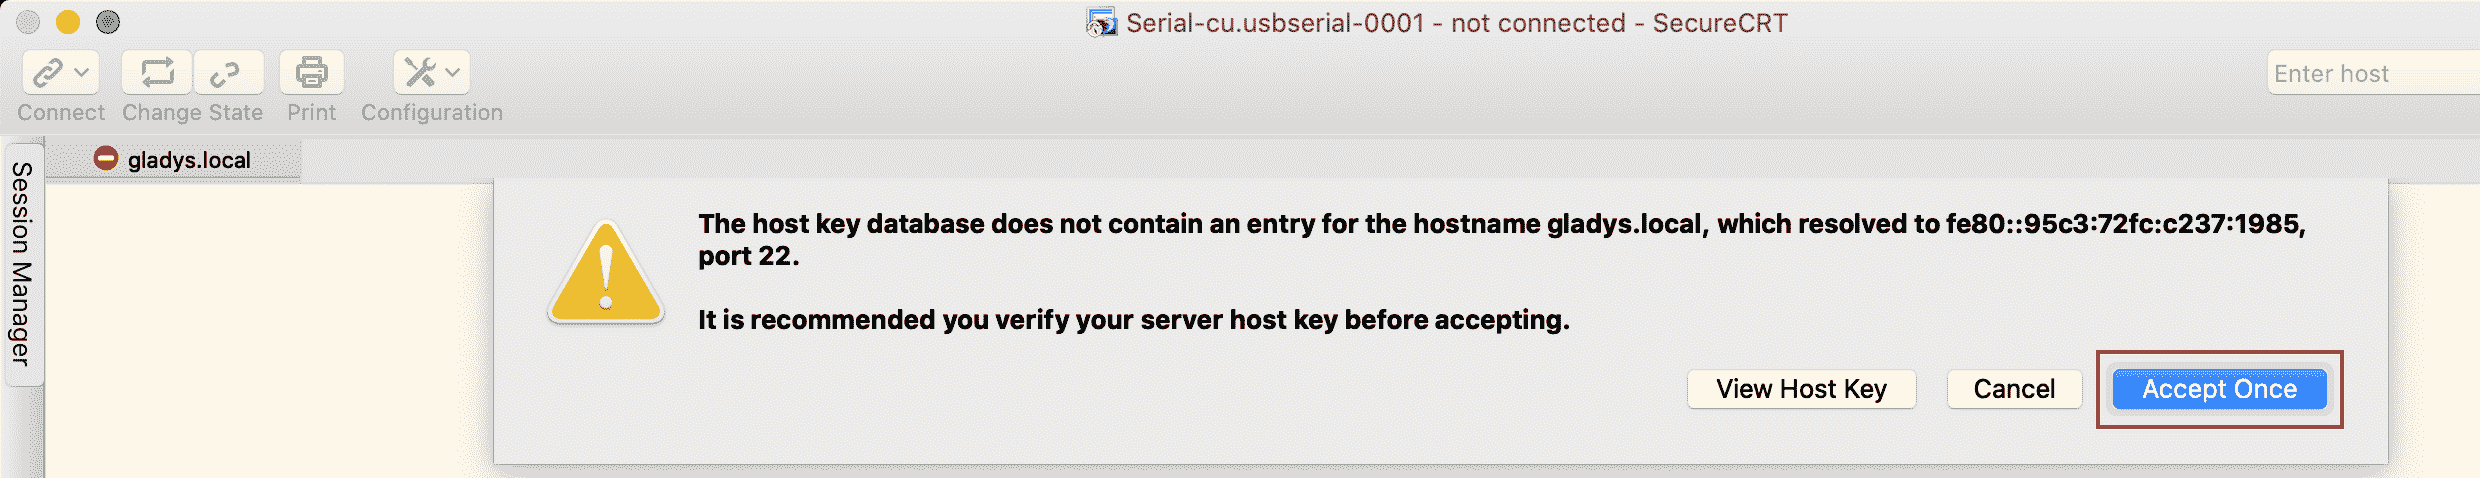 Serial-cu.usbserial-0001 - not connected - SecureCRT
Enter host
Connect Change State Print Configuration
gladys.local
Session Manager
The host key database does not contain an entry for the hostname gladys.local, which resolved to fe80::95c3:72fc:c237:1985,
port 22.
It is recommended you verify your server host key before accepting.
View Host Key Cancel Accept Once